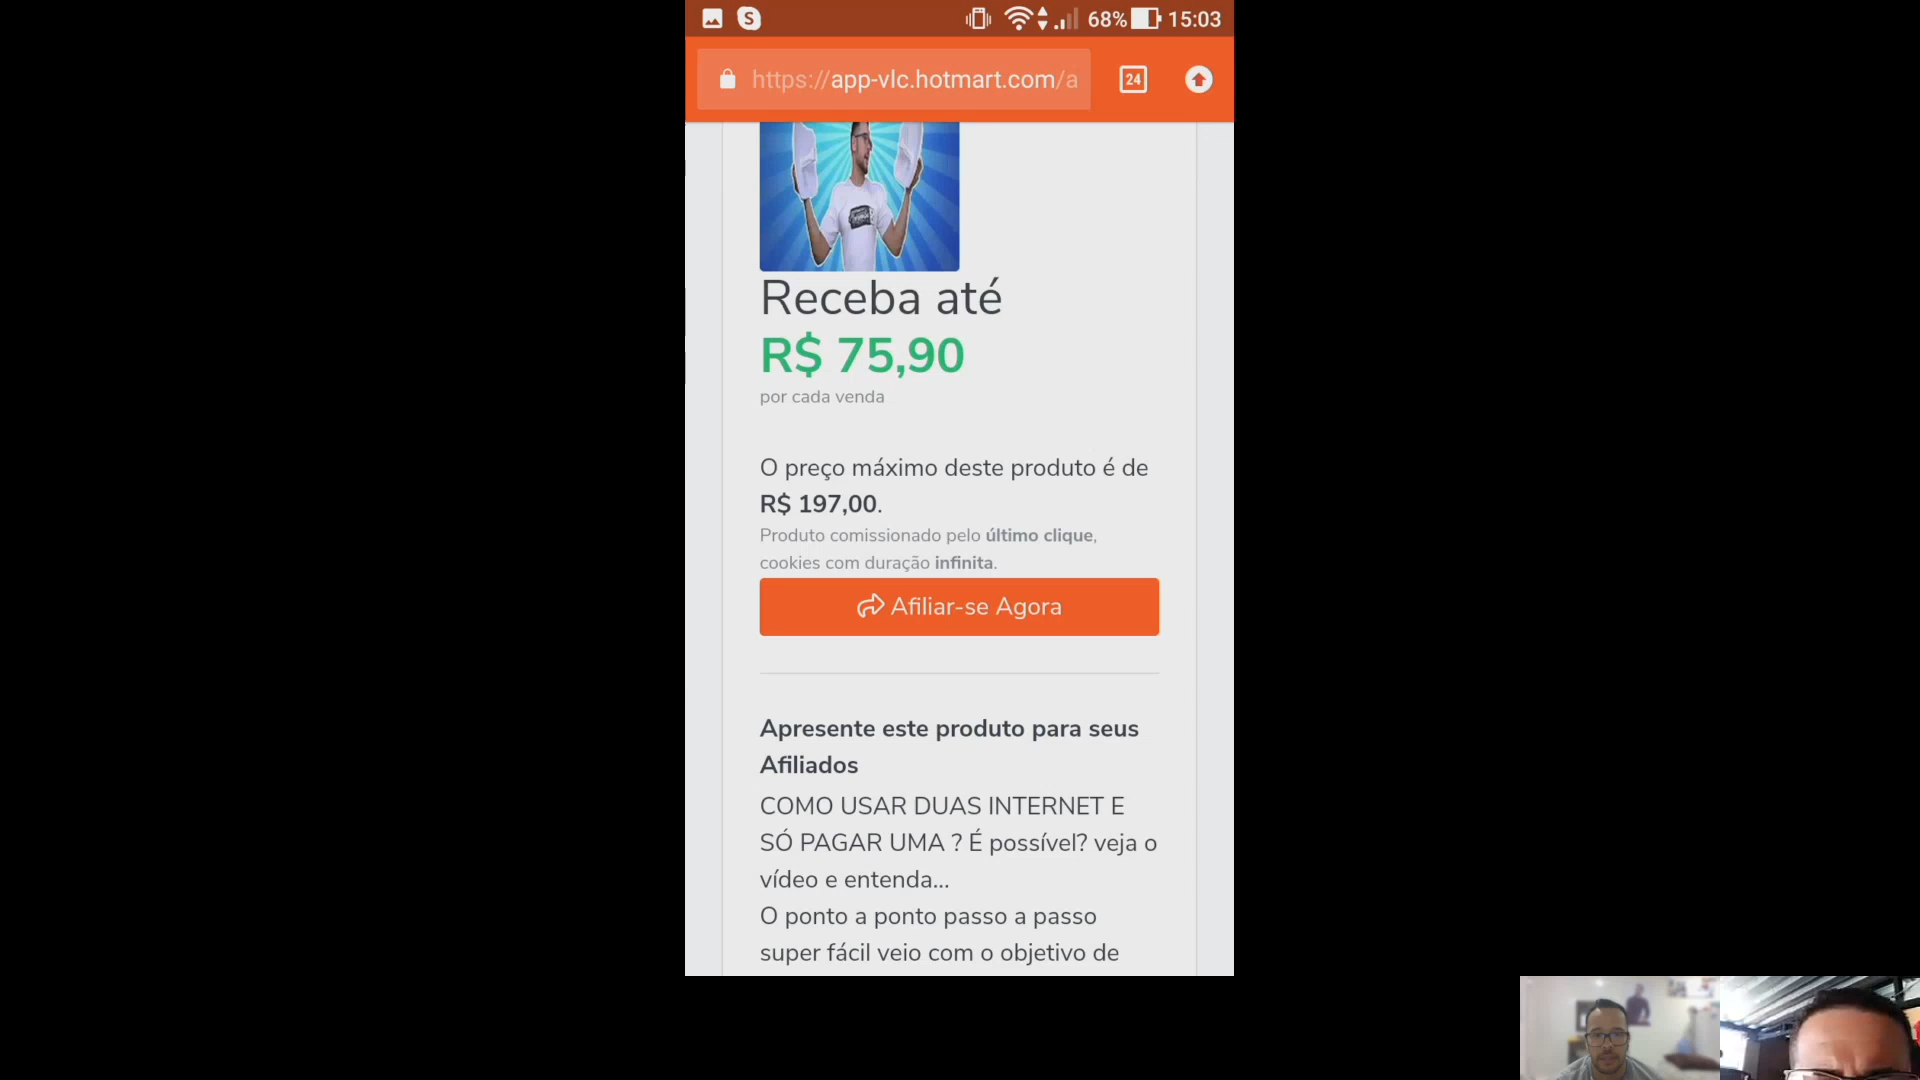 68% 15:03
https://app-vlc.hotmart.com/a
24
Receba até
R$ 75,90
por cada venda
O preço máximo deste produto é de
R$ 197,00.
Produto comissionado pelo último clique,
cookies com duração infinita.
Afiliar-se Agora
Apresente este produto para seus
Afiliados
COMO USAR DUAS INTERNET E
SÓ PAGAR UMA ? É possível? veja o
vídeo e entenda...
O ponto a ponto passo a passo
super fácil veio com o objetivo de